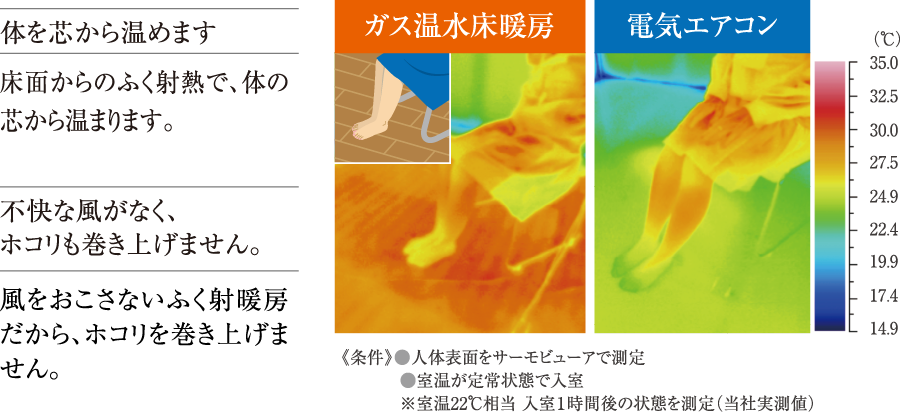 体を芯から温めます
床面からのふく射熱で、体の
芯から温まります。
不快な風がなく、
ホコリも巻き上げません。
風をおこさないふく射暖房
だから、ホコリを巻き上げま
せん。
ガス温水床暖房
電気エアコン
(℃)
35.0
32.5
30.0
27.5
24.9
22.4
19.9
17.4
14.9
《条件》●人体表面をサーモビューアで測定
●室温が定常状態で入室
※室温22℃相当 入室1時間後の状態を測定（当社実測値）